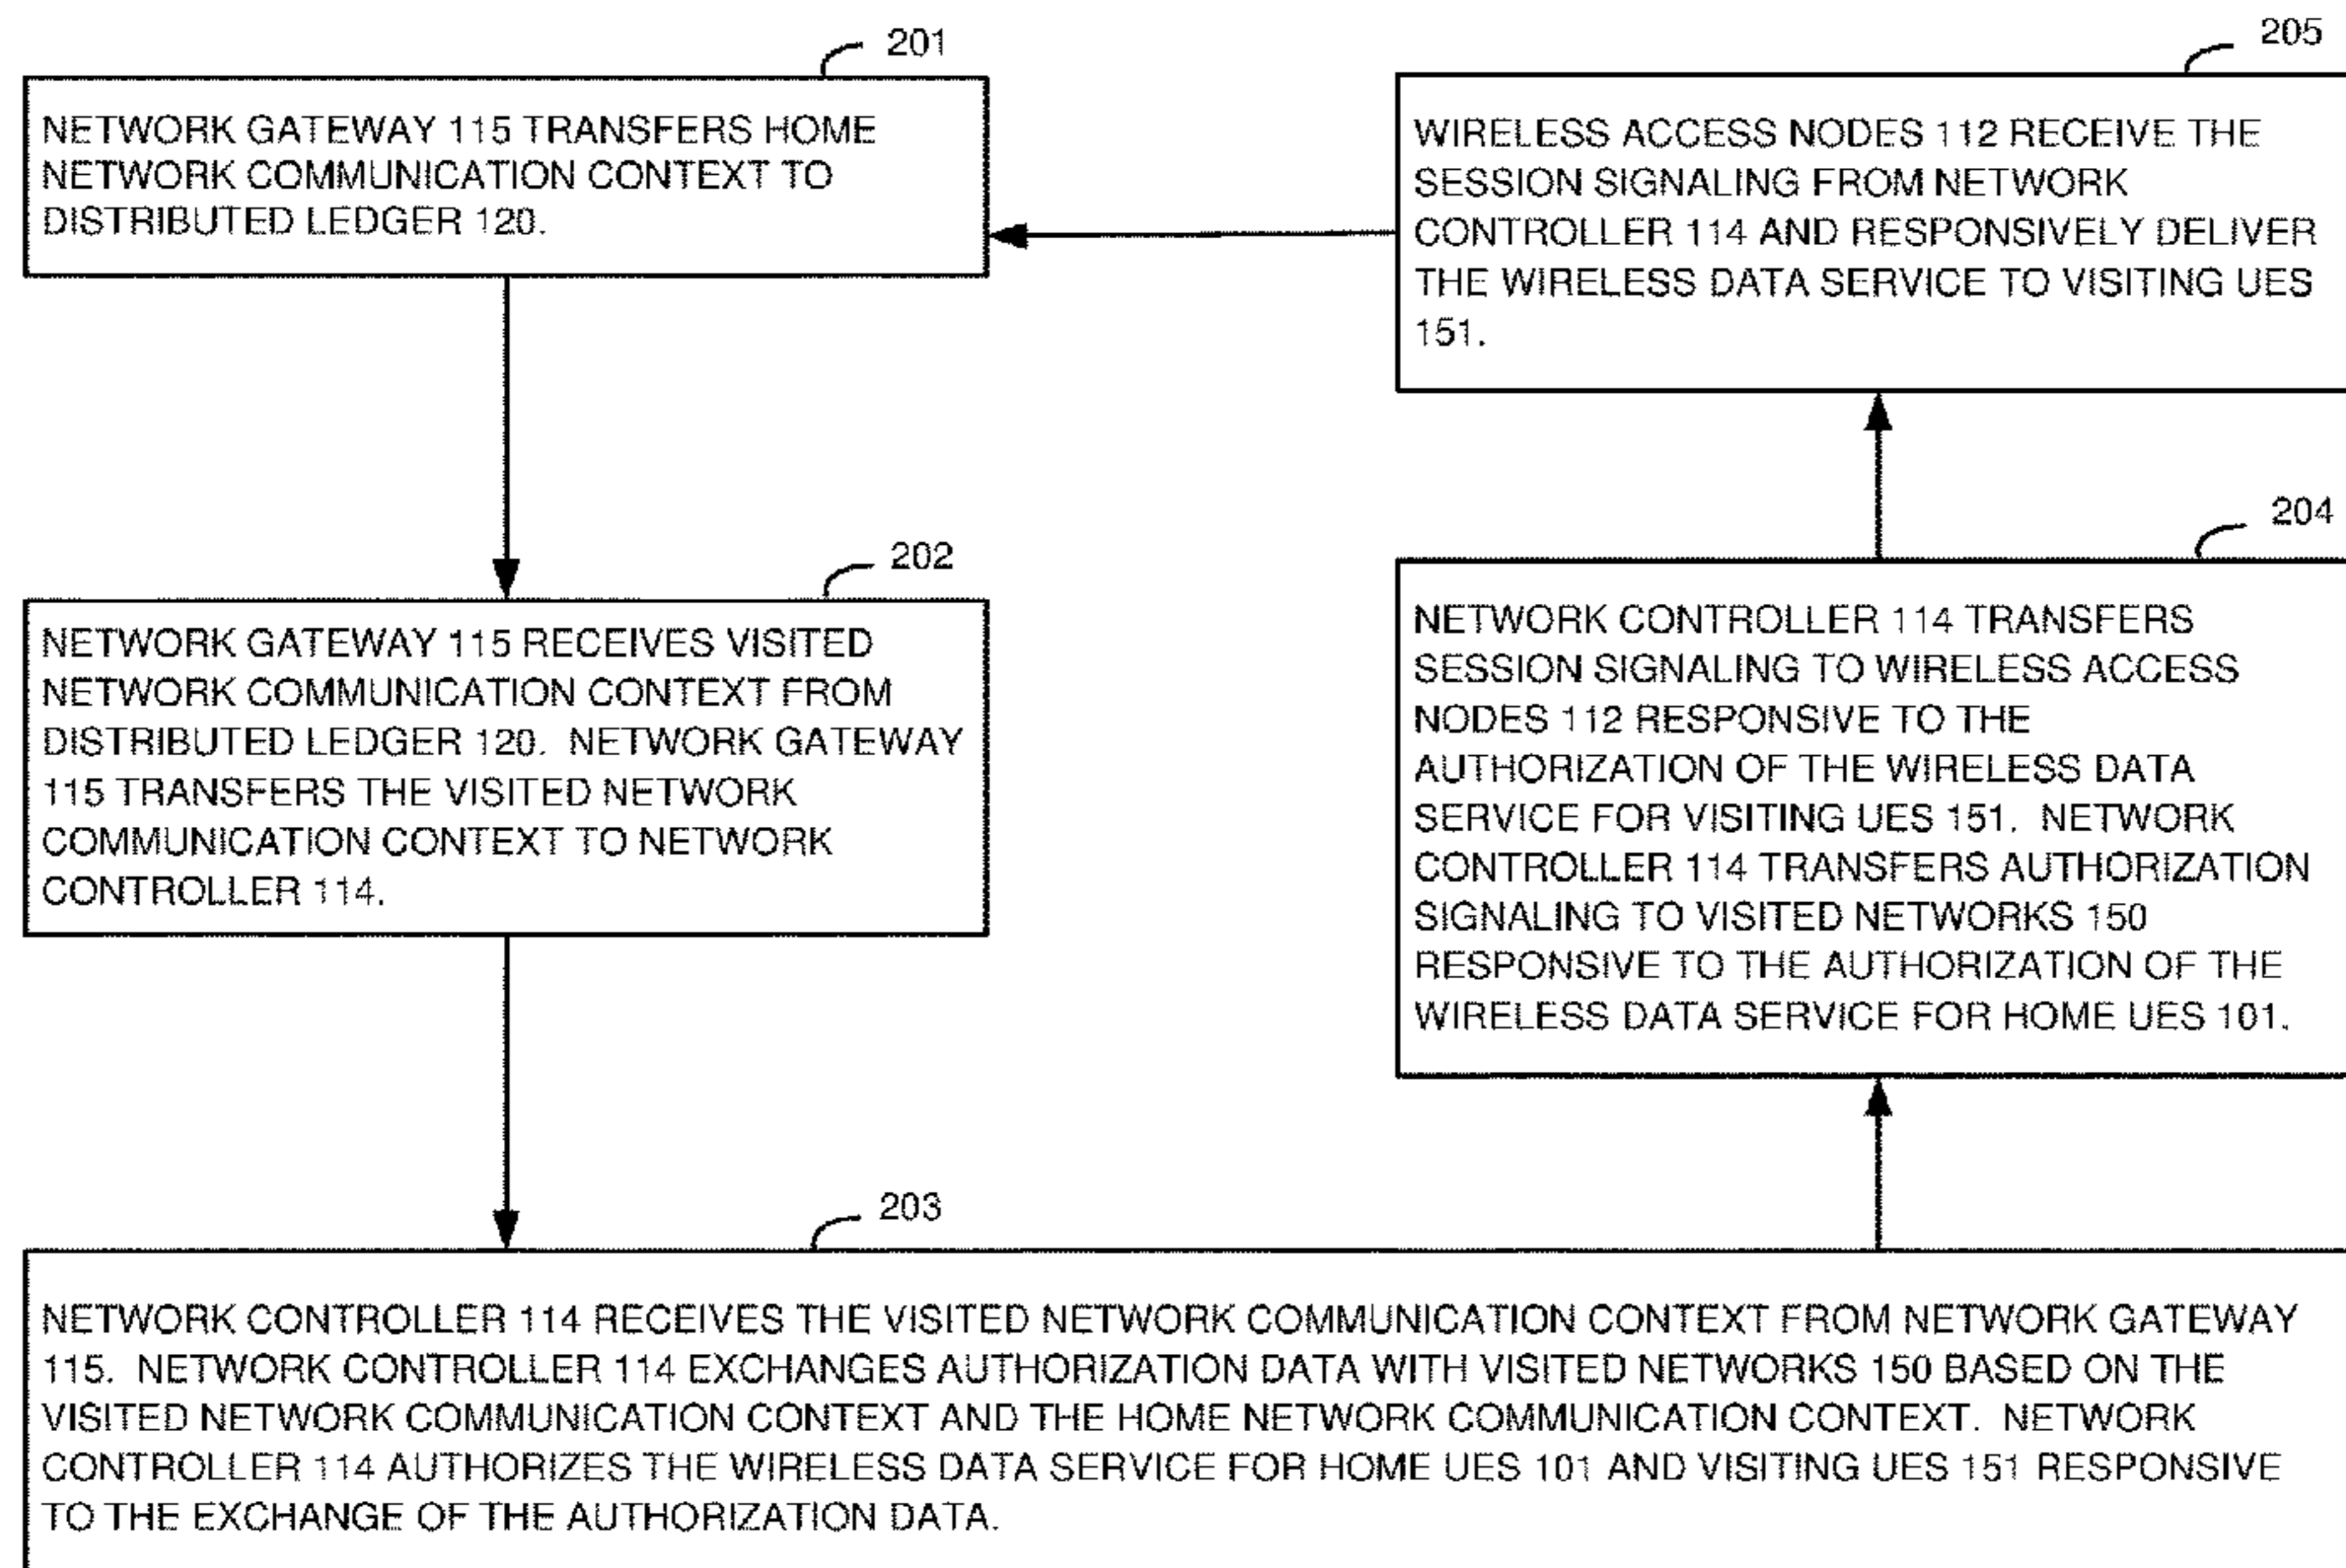 201
NETWORK GATEWAY 115 TRANSFERS HOME
NETWORK COMMUNICATION CONTEXT TO
DISTRIBUTED LEDGER 120.
202
NETWORK GATEWAY 115 RECEIVES VISITED
NETWORK COMMUNICATION CONTEXT FROM
DISTRIBUTED LEDGER 120. NETWORK GATEWAY
115 TRANSFERS THE VISITED NETWORK
COMMUNICATION CONTEXT TO NETWORK
CONTROLLER 114.
203
NETWORK CONTROLLER 114 RECEIVES THE VISITED NETWORK COMMUNICATION CONTEXT FROM NETWORK GATEWAY
115. NETWORK CONTROLLER 114 EXCHANGES AUTHORIZATION DATA WITH VISITED NETWORKS 150 BASED ON THE
VISITED NETWORK COMMUNICATION CONTEXT AND THE HOME NETWORK COMMUNICATION CONTEXT. NETWORK
CONTROLLER 114 AUTHORIZES THE WIRELESS DATA SERVICE FOR HOME UES 101 AND VISITING UES 151 RESPONSIVE
TO THE EXCHANGE OF THE AUTHORIZATION DATA.
204
NETWORK CONTROLLER 114 TRANSFERS
SESSION SIGNALING TO WIRELESS ACCESS
NODES 112 RESPONSIVE TO THE
AUTHORIZATION OF THE WIRELESS DATA
SERVICE FOR VISITING UES 151. NETWORK
CONTROLLER 114 TRANSFERS AUTHORIZATION
SIGNALING TO VISITED NETWORKS 150
RESPONSIVE TO THE AUTHORIZATION OF THE
WIRELESS DATA SERVICE FOR HOME UES 101.
205
WIRELESS ACCESS NODES 112 RECEIVE THE
SESSION SIGNALING FROM NETWORK
CONTROLLER 114 AND RESPONSIVELY DELIVER
THE WIRELESS DATA SERVICE TO VISITING UES
151.